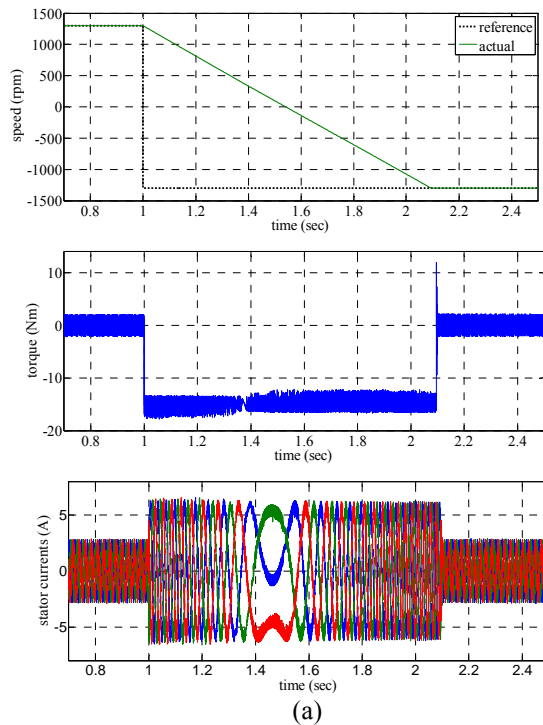 1500
1000
500
0
-500
-1000
-1500
speed (rpm)
reference
actual
0.8 1 1.2 1.4 1.6 1.8 2 2.2 2.4
time (sec)
10
0
-10
-20
torque (Nm)
0.8 1 1.2 1.4 1.6 1.8 2 2.2 2.4
time (sec)
5
0
-5
stator currents (A)
0.8 1 1.2 1.4 1.6 1.8 2 2.2 2.4
time (sec)
(a)